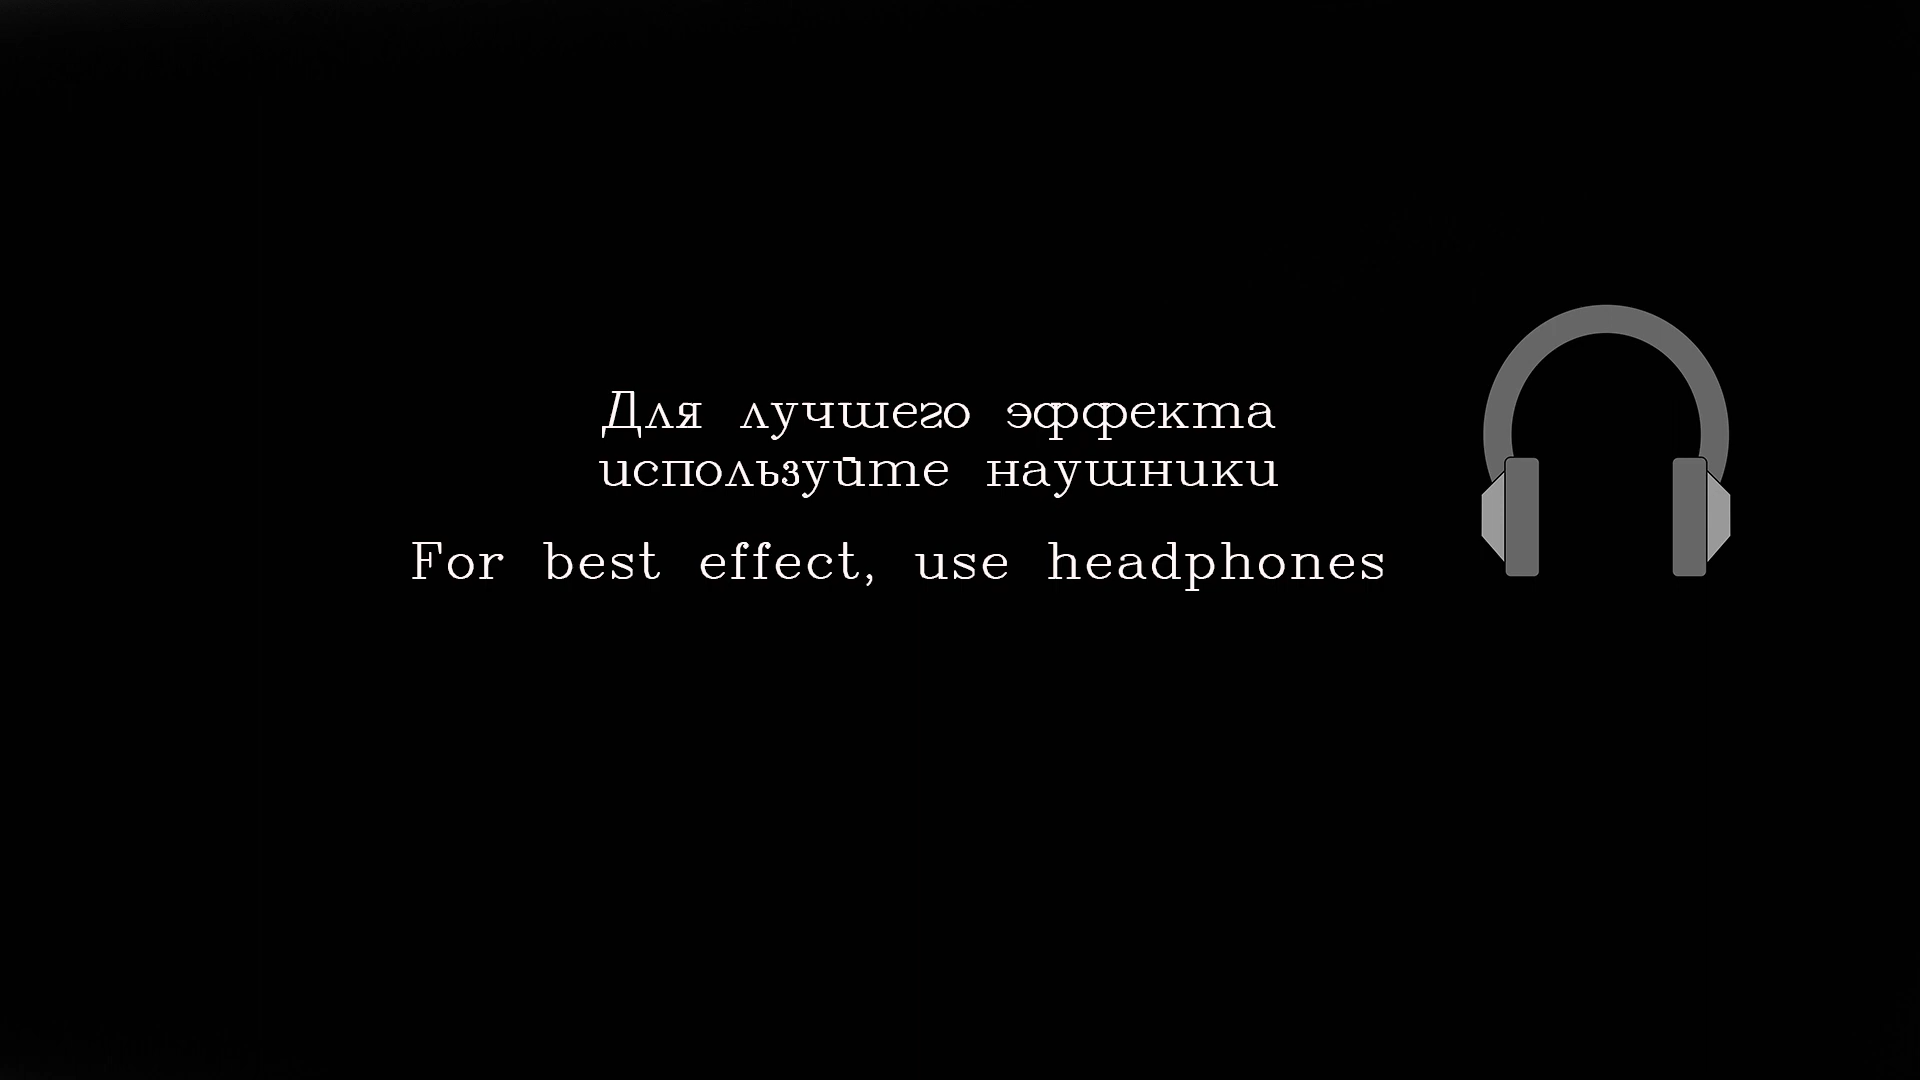 Для лучшего эффекта
используйте наушники
For best effect, use headphones